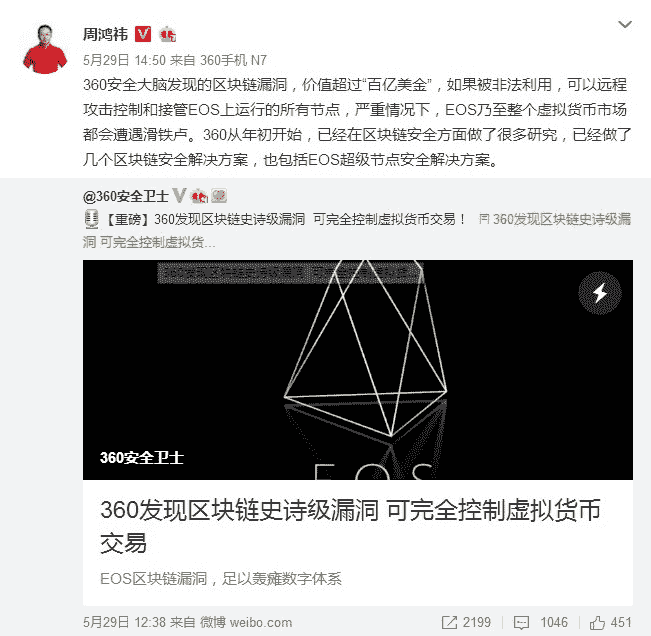 周鸿祎
5月29日 14:50 来自 360手机 N7
360安全大脑发现的区块链漏洞，价值超过“百亿美金”，如果被非法利用，可以远程
攻击控制和接管EOS上运行的所有节点，严重情况下，EOS乃至整个虚拟货币市场
都会遭遇滑铁卢。360从年初开始，已经在区块链安全方面做了很多研究，已经做了
几个区块链安全解决方案，也包括EOS超级节点安全解决方案。
@360安全卫士
【重磅】360发现区块链史诗级漏洞 可完全控制虚拟货币交易！ 360发现区块链史诗级漏
洞 可完全控制虚拟货...
360安全卫士
EOS
360发现区块链史诗级漏洞 可完全控制虚拟货币
交易
EOS区块链漏洞，足以轰瘫数字体系
5月29日 12:38 来自 微博 weibo.com
2199
1046
451